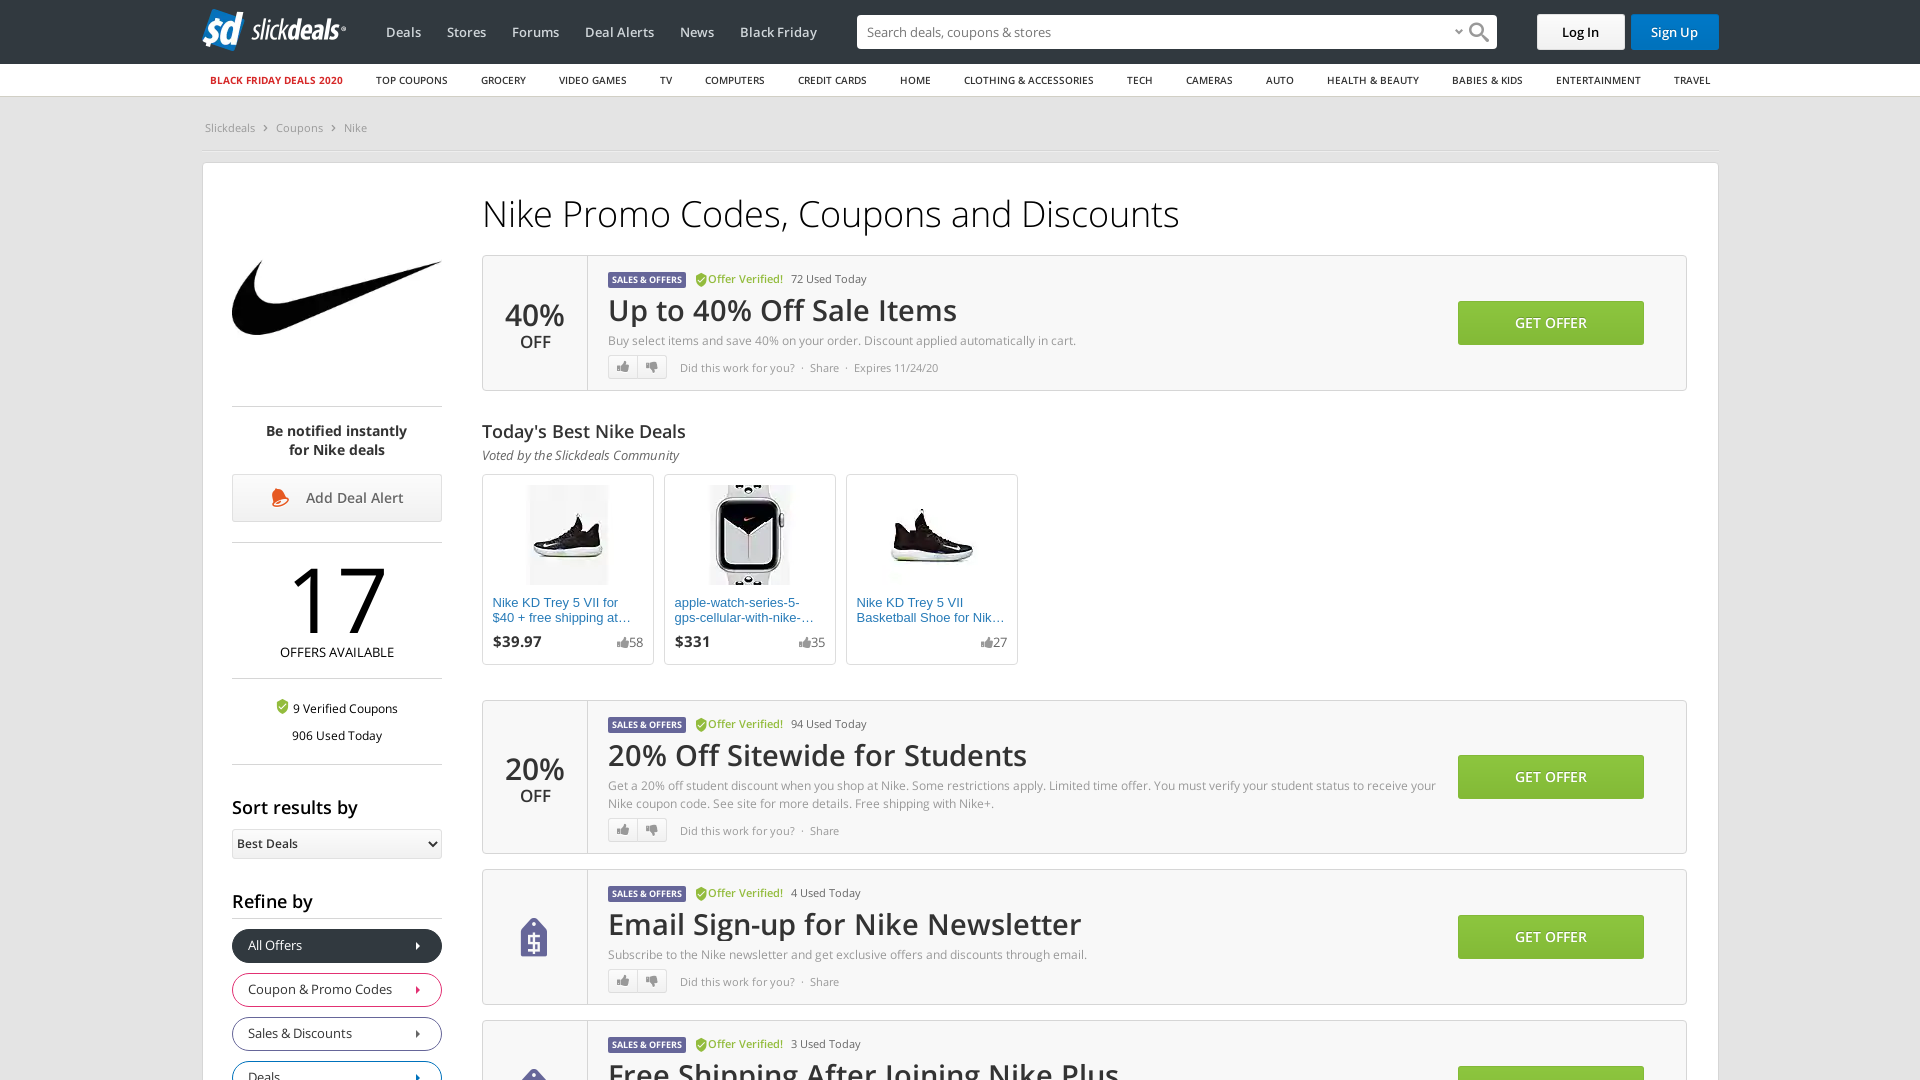 slickdeals
Deals
Stores
Forums
Deal Alerts
News
Black Friday
Search deals, coupons & stores
Log In
Sign Up
BLACK FRIDAY DEALS 2020
TOP COUPONS
GROCERY
VIDEO GAMES
TV
COMPUTERS
CREDIT CARDS
HOME
CLOTHING & ACCESSORIES
TECH
CAMERAS
AUTO
HEALTH & BEAUTY
BABIES & KIDS
ENTERTAINMENT
TRAVEL
Slickdeals > Coupons > Nike
Be notified instantly
for Nike deals
Add Deal Alert
17
OFFERS AVAILABLE
9 Verified Coupons
906 Used Today
Sort results by
Best Deals
Refine by
All Offers
Coupon & Promo Codes
Sales & Discounts
Deals
Nike Promo Codes, Coupons and Discounts
40%
OFF
SALES & OFFERS Offer Verified! 72 Used Today
Up to 40% Off Sale Items
Buy select items and save 40% on your order. Discount applied automatically in cart.
Did this work for you? · Share · Expires 11/24/20
GET OFFER
Today's Best Nike Deals
Voted by the Slickdeals Community
Nike KD Trey 5 VII for
$40 + free shipping at…
$39.97 58
apple-watch-series-5-
gps-cellular-with-nike-…
$331 35
Nike KD Trey 5 VII
Basketball Shoe for Nik…
27
20%
OFF
SALES & OFFERS Offer Verified! 94 Used Today
20% Off Sitewide for Students
Get a 20% off student discount when you shop at Nike. Some restrictions apply. Limited time offer. You must verify your student status to receive your
Nike coupon code. See site for more details. Free shipping with Nike+.
Did this work for you? · Share
GET OFFER
SALES & OFFERS Offer Verified! 4 Used Today
Email Sign-up for Nike Newsletter
Subscribe to the Nike newsletter and get exclusive offers and discounts through email.
Did this work for you? · Share
GET OFFER
SALES & OFFERS Offer Verified! 3 Used Today
Free Shipping After Joining Nike Plus